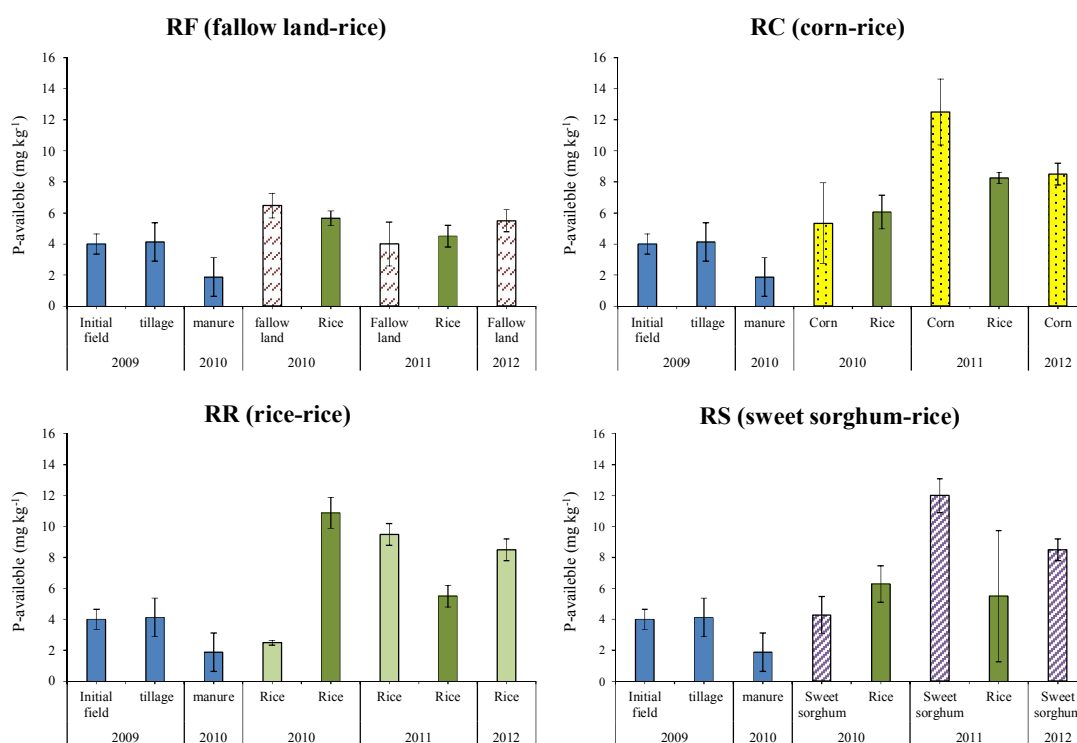 RF (fallow land-rice)
P-availeble (mg kg⁻¹)
16
14
12
10
8
6
4
2
0
Initial field
tillage
manure
fallow land
Rice
Fallow land
Rice
Fallow land
2009
2010
2010
2011
2012
RC (corn-rice)
P-availeble (mg kg⁻¹)
16
14
12
10
8
6
4
2
0
Initial field
tillage
manure
Corn
Rice
Corn
Rice
Corn
2009
2010
2010
2011
2012
RR (rice-rice)
P-availeble (mg kg⁻¹)
16
14
12
10
8
6
4
2
0
Initial field
tillage
manure
Rice
Rice
Rice
Rice
Rice
2009
2010
2010
2011
2012
RS (sweet sorghum-rice)
P-availeble (mg kg⁻¹)
16
14
12
10
8
6
4
2
0
Initial field
tillage
manure
Sweet sorghum
Rice
Sweet sorghum
Rice
Sweet sorghum
2009
2010
2010
2011
2012